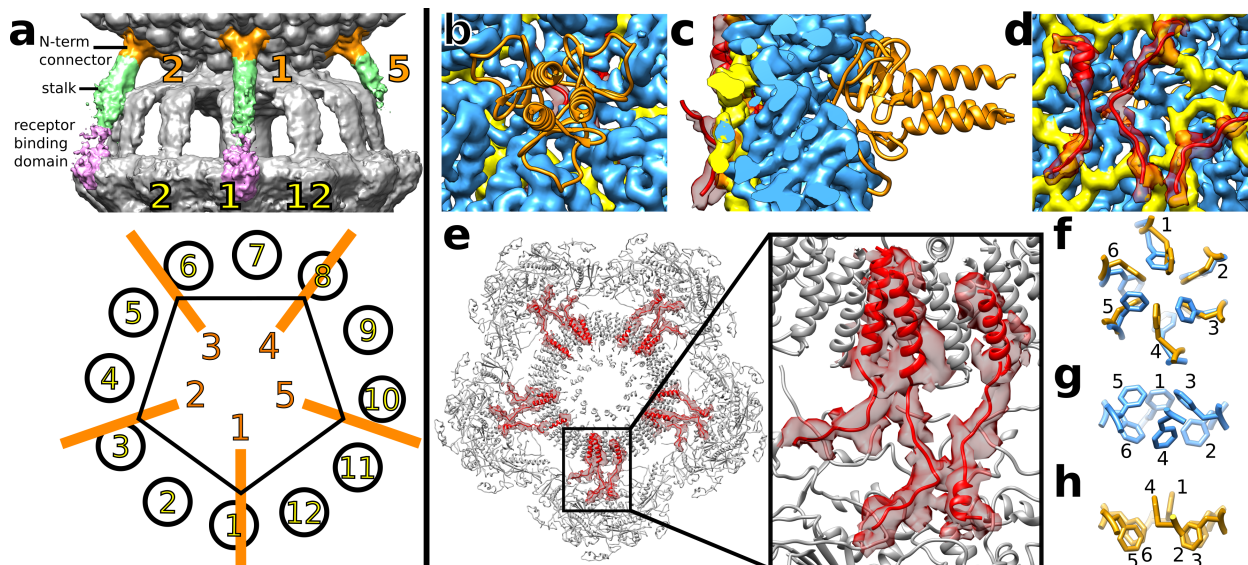 a
N-term
connector
stalk
receptor
binding
domain
2 1 5
2 1 12
7
6 8
5 9
3 4
4 2 5 10
1
3 11
2 12
1
b
c
d
e
f
1
6 2
5 3
4
g
5 1 3
6 4 2
h
4 1
5 6 2 3